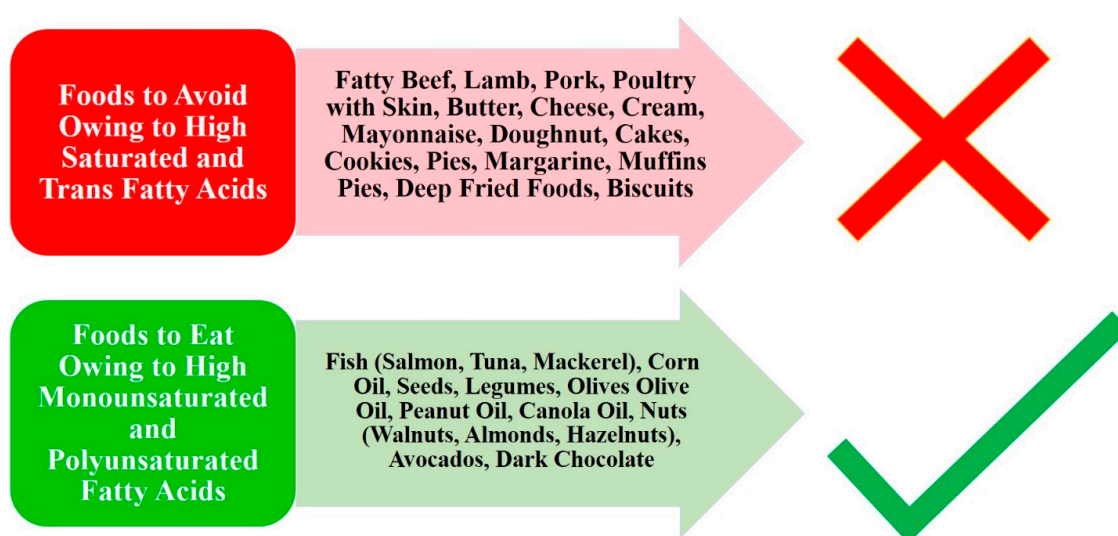 Foods to Avoid
Owing to High
Saturated and
Trans Fatty Acids
Fatty Beef, Lamb, Pork, Poultry
with Skin, Butter, Cheese, Cream,
Mayonnaise, Doughnut, Cakes,
Cookies, Pies, Margarine, Muffins
Pies, Deep Fried Foods, Biscuits
Foods to Eat
Owing to High
Monounsaturated
and
Polyunsaturated
Fatty Acids
Fish (Salmon, Tuna, Mackerel), Corn
Oil, Seeds, Legumes, Olives Olive
Oil, Peanut Oil, Canola Oil, Nuts
(Walnuts, Almonds, Hazelnuts),
Avocados, Dark Chocolate